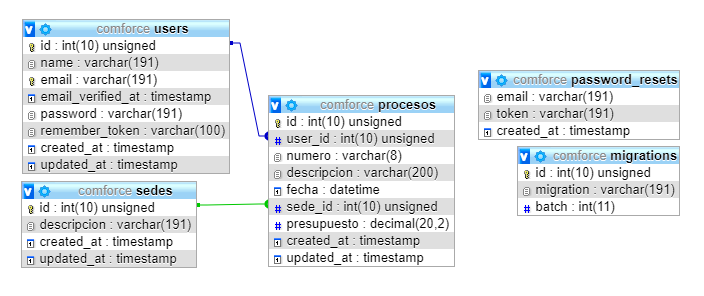 comforce users
id : int(10) unsigned
name : varchar(191)
email : varchar(191)
email_verified_at : timestamp
password : varchar(191)
remember_token : varchar(100)
created_at : timestamp
updated_at : timestamp
comforce sedes
id : int(10) unsigned
descripcion : varchar(191)
created_at : timestamp
updated_at : timestamp
comforce procesos
id : int(10) unsigned
user_id : int(10) unsigned
numero : varchar(8)
descripcion : varchar(200)
fecha : datetime
sede_id : int(10) unsigned
presupuesto : decimal(20,2)
created_at : timestamp
updated_at : timestamp
comforce password_resets
email : varchar(191)
token : varchar(191)
created_at : timestamp
comforce migrations
id : int(10) unsigned
migration : varchar(191)
batch : int(11)